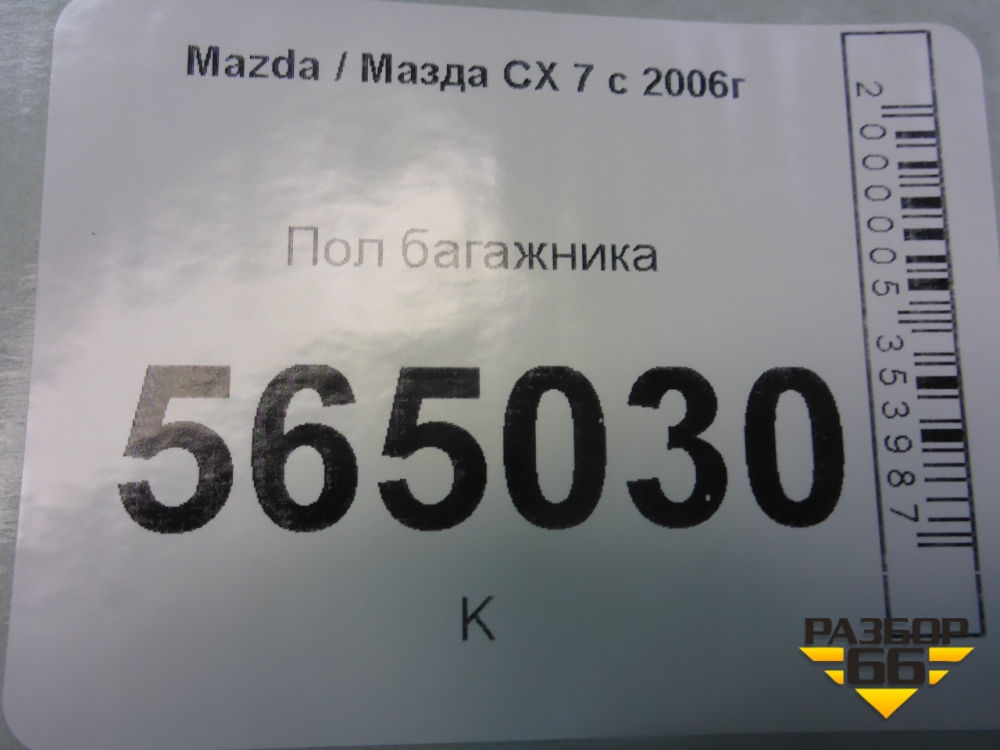 Mazda / Мазда CX 7 с 2006г
Пол багажника
565030
К
2000005353987
РАЗБОР
66